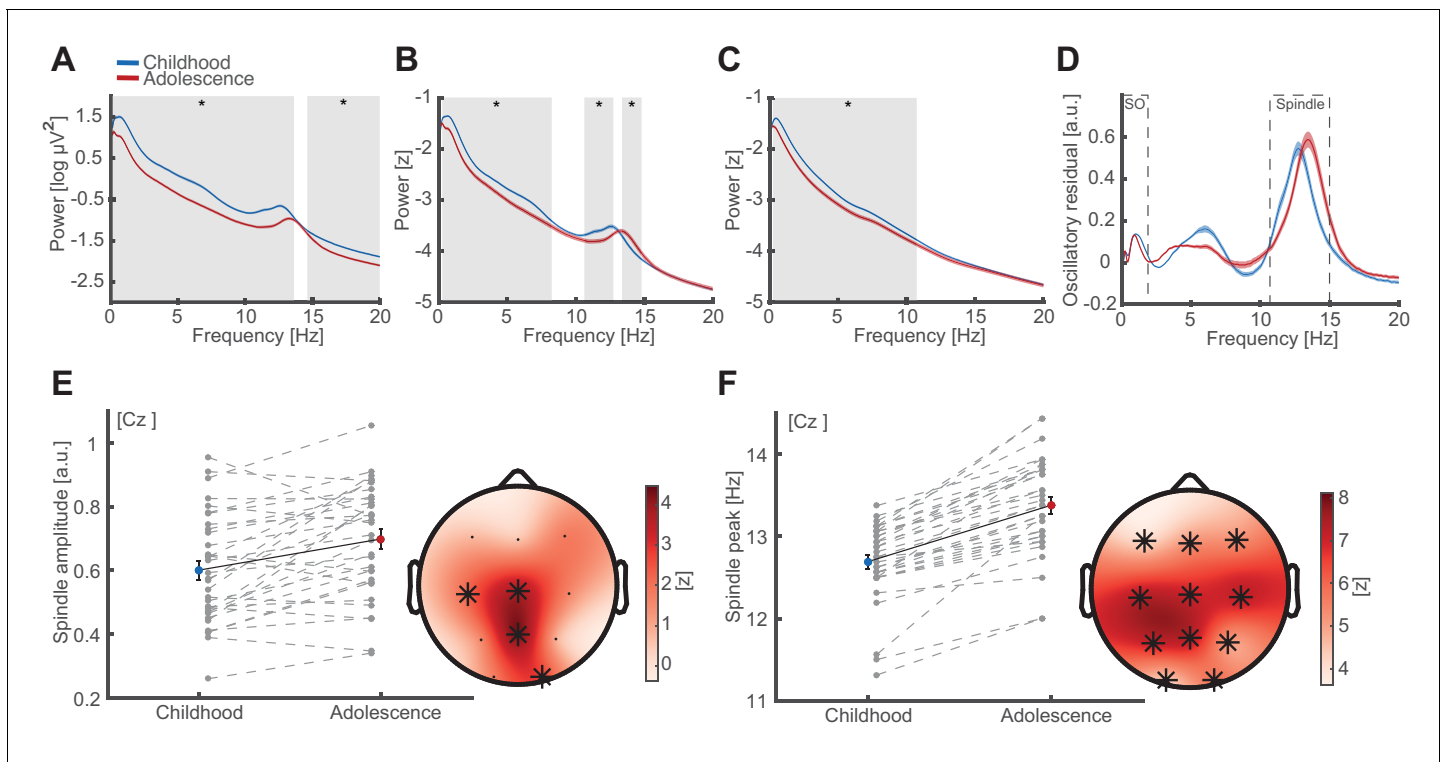 A
Childhood
Adolescence
*
*
1.5
0.5
-0.5
-1.5
-2.5
Power [log µV²]
0
5
10
15
20
Frequency [Hz]
B
*
*
*
-1
-2
-3
-4
-5
Power [z]
0
5
10
15
20
Frequency [Hz]
C
*
-1
-2
-3
-4
-5
Power [z]
0
5
10
15
20
Frequency [Hz]
D
SO
Spindle
0.6
0.4
0.2
0
-0.2
Oscillatory residual [a.u.]
0
5
10
15
20
Frequency [Hz]
E
[Cz ]
1
0.8
0.6
0.4
0.2
Spindle amplitude [a.u.]
Childhood
Adolescence
4
3
2
1
0
[z]
F
[Cz ]
14
13
12
11
Spindle peak [Hz]
Childhood
Adolescence
8
7
6
5
4
[z]